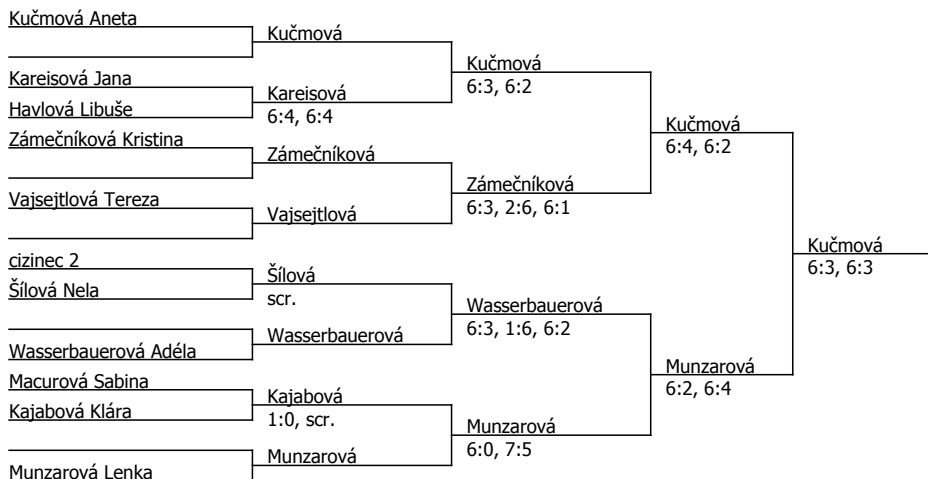 Kučmová Aneta
Kučmová
Kučmová
6:3, 6:2
Kareisová Jana
Kareisová
6:4, 6:4
Havlová Libuše
Kučmová
6:4, 6:2
Zámečníková Kristina
Zámečníková
Zámečníková
6:3, 2:6, 6:1
Vajsejtlová Tereza
Vajsejtlová
Kučmová
6:3, 6:3
cizinec 2
Šílová
scr.
Šílová Nela
Wasserbauerová
6:3, 1:6, 6:2
Wasserbauerová
Wasserbauerová Adéla
Munzarová
6:2, 6:4
Macurová Sabina
Kajabová
1:0, scr.
Kajabová Klára
Munzarová
6:0, 7:5
Munzarová
Munzarová Lenka